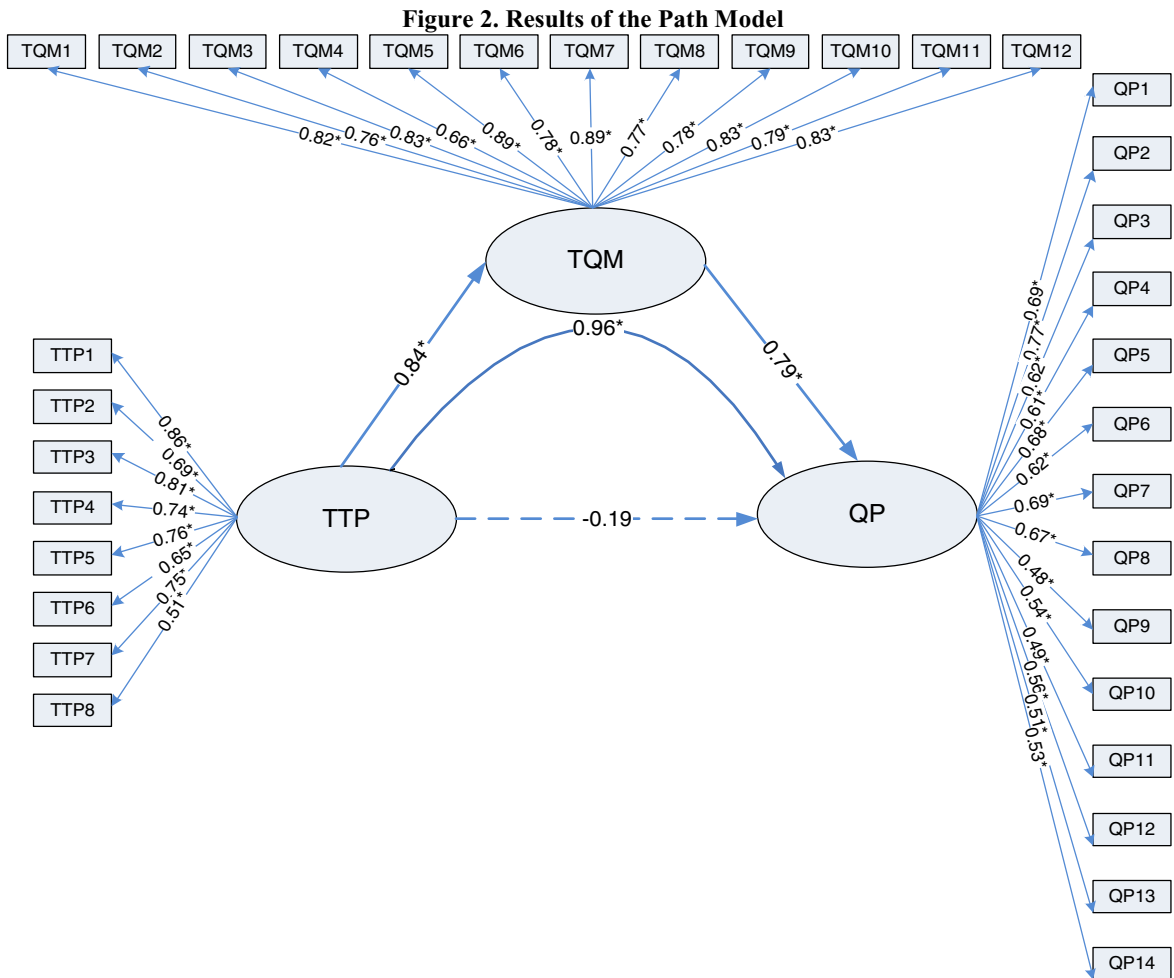 Figure 2. Results of the Path Model
TQM1 TQM2 TQM3 TQM4 TQM5 TQM6 TQM7 TQM8 TQM9 TQM10 TQM11 TQM12
0.82* 0.76* 0.83* 0.66* 0.89* 0.78* 0.89* 0.77* 0.78* 0.83* 0.79* 0.83*
TQM
0.84*
0.96*
0.79*
TTP1
TTP2
TTP3
TTP4
TTP5
TTP6
TTP7
TTP8
0.86*
0.69*
0.81*
0.74*
0.76*
0.65*
0.75*
0.51*
TTP
-0.19
QP
0.69*
0.77*
0.62*
0.61*
0.68*
0.62*
0.69*
0.67*
0.48*
0.54*
0.49*
0.56*
0.51*
0.53*
QP1
QP2
QP3
QP4
QP5
QP6
QP7
QP8
QP9
QP10
QP11
QP12
QP13
QP14